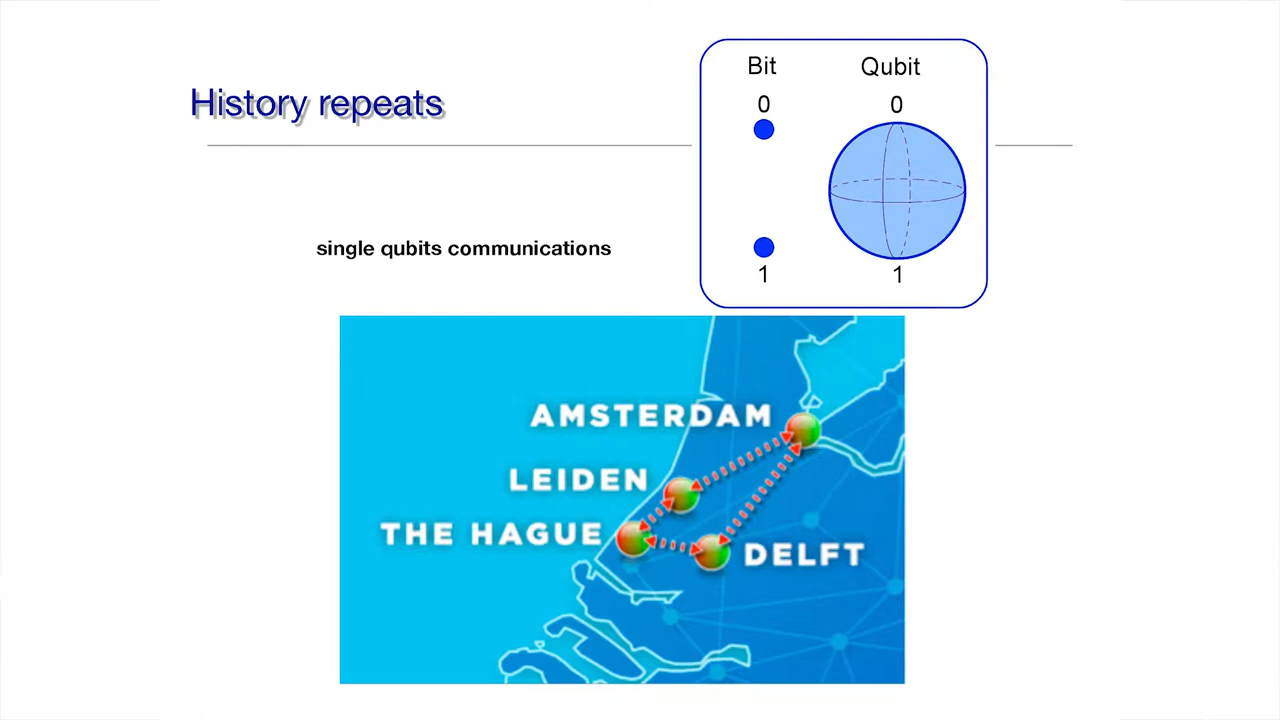 History repeats
Bit Qubit
0 0
1 1
single qubits communications
AMSTERDAM
LEIDEN
THE HAGUE
DELFT